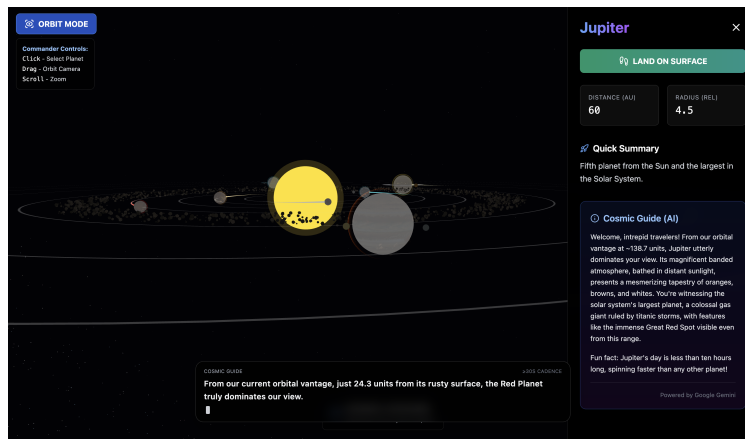 ORBIT MODE
Commander Controls:
Click - Select Planet
Drag - Orbit Camera
Scroll - Zoom
Jupiter
LAND ON SURFACE
DISTANCE (AU)
60
RADIUS (REL)
4.5
Quick Summary
Fifth planet from the Sun and the largest in
the Solar System.
Cosmic Guide (AI)
Welcome, intrepid travelers! From our orbital
vantage at ~138.7 units, Jupiter utterly
dominates your view. Its magnificent banded
atmosphere, bathed in distant sunlight,
presents a mesmerizing tapestry of oranges,
browns, and whites. You're witnessing the
solar system's largest planet, a colossal gas
giant ruled by titanic storms, with features
like the immense Great Red Spot visible even
from this range.
Fun fact: Jupiter's day is less than ten hours
long, spinning faster than any other planet!
Powered by Google Gemini
COSMIC GUIDE
≥30S CADENCE
From our current orbital vantage, just 24.3 units from its rusty surface, the Red Planet
truly dominates our view.